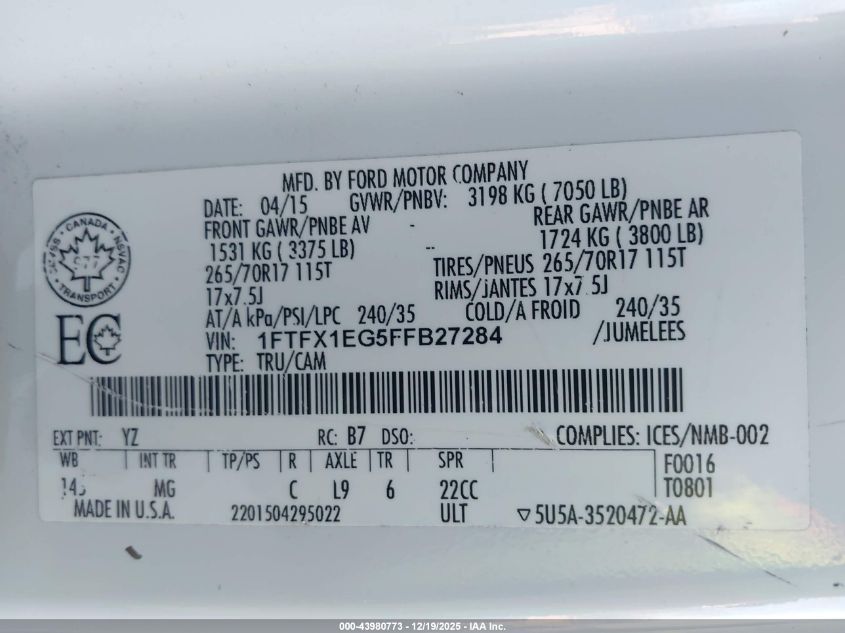 MFD. BY FORD MOTOR COMPANY
DATE: 04/15 GVWR/PNBV: 3198 KG ( 7050 LB)
FRONT GAWR/PNBE AV REAR GAWR/PNBE AR
1531 KG ( 3375 LB) 1724 KG ( 3800 LB)
265/70R17 115T TIRES/PNEUS 265/70R17 115T
17x7.5J RIMS/JANTES 17x7.5J
AT/A kPa/PSI/LPC 240/35 COLD/A FROID 240/35
VIN: 1FTFX1EG5FFB27284 /JUMELEES
TYPE: TRU/CAM
CANADA
TRANSPORT
NSVAC
EC
EXT PNT: YZ RC: B7 DSO: COMPLIES: ICES/NMB-002
WB INT TR TP/PS R AXLE TR SPR F0016
MG C L9 6 22CC T0801
MADE IN U.S.A. 2201504295022 ULT ▽5U5A-3520472-AA
000-43980773 - 12/19/2025 - IAA Inc.